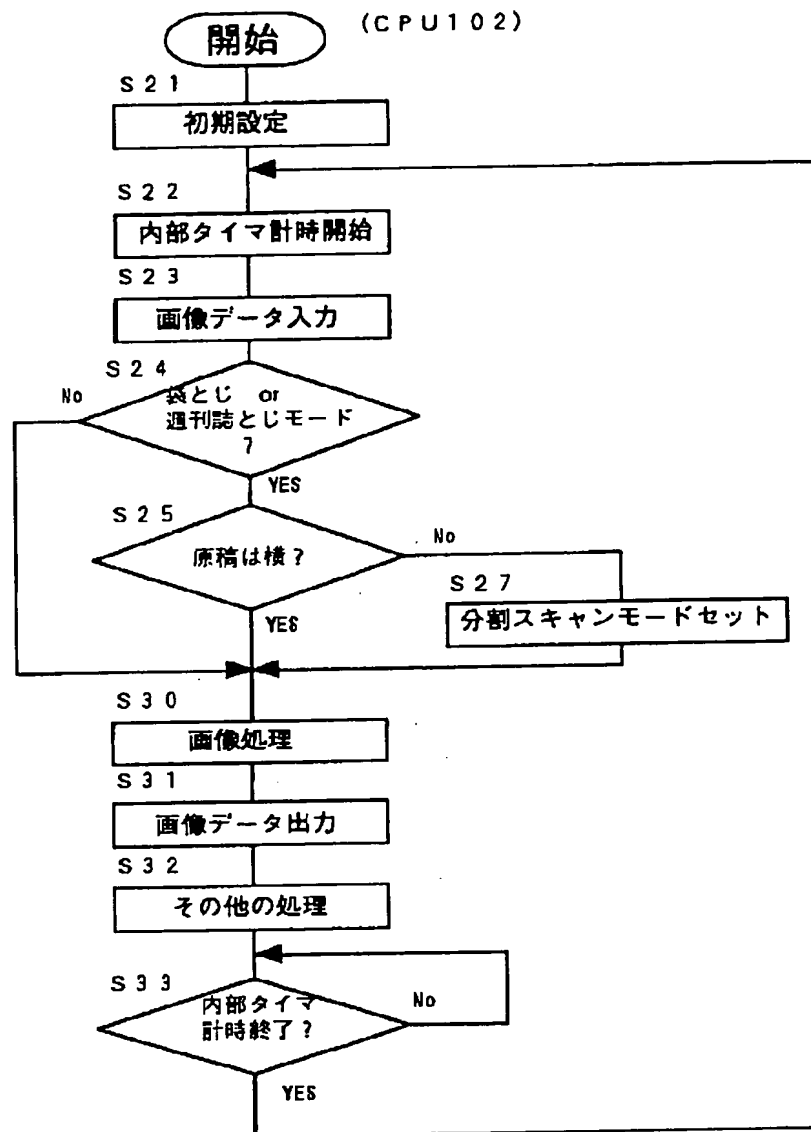 開始
(CPU102)
S21
初期設定
S22
内部タイマ計時開始
S23
画像データ入力
S24
No
袋とじ or
週刊誌とじモード
?
YES
S25
原稿は横?
No
YES
S27
分割スキャンモードセット
S30
画像処理
S31
画像データ出力
S32
その他の処理
S33
内部タイマ
計時終了?
No
YES